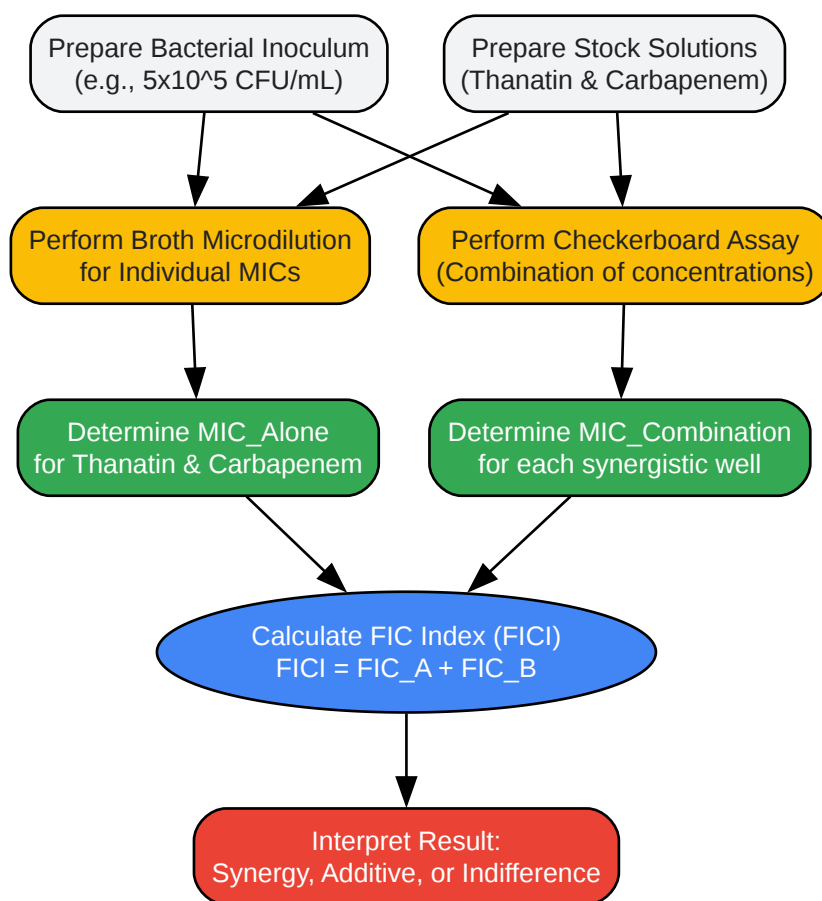 Prepare Bacterial Inoculum
(e.g., 5x10^5 CFU/mL)
Prepare Stock Solutions
(Thanatin & Carbapenem)
Perform Broth Microdilution
for Individual MICs
Perform Checkerboard Assay
(Combination of concentrations)
Determine MIC_Alone
for Thanatin & Carbapenem
Determine MIC_Combination
for each synergistic well
Calculate FIC Index (FICI)
FICI = FIC_A + FIC_B
Interpret Result:
Synergy, Additive, or Indifference